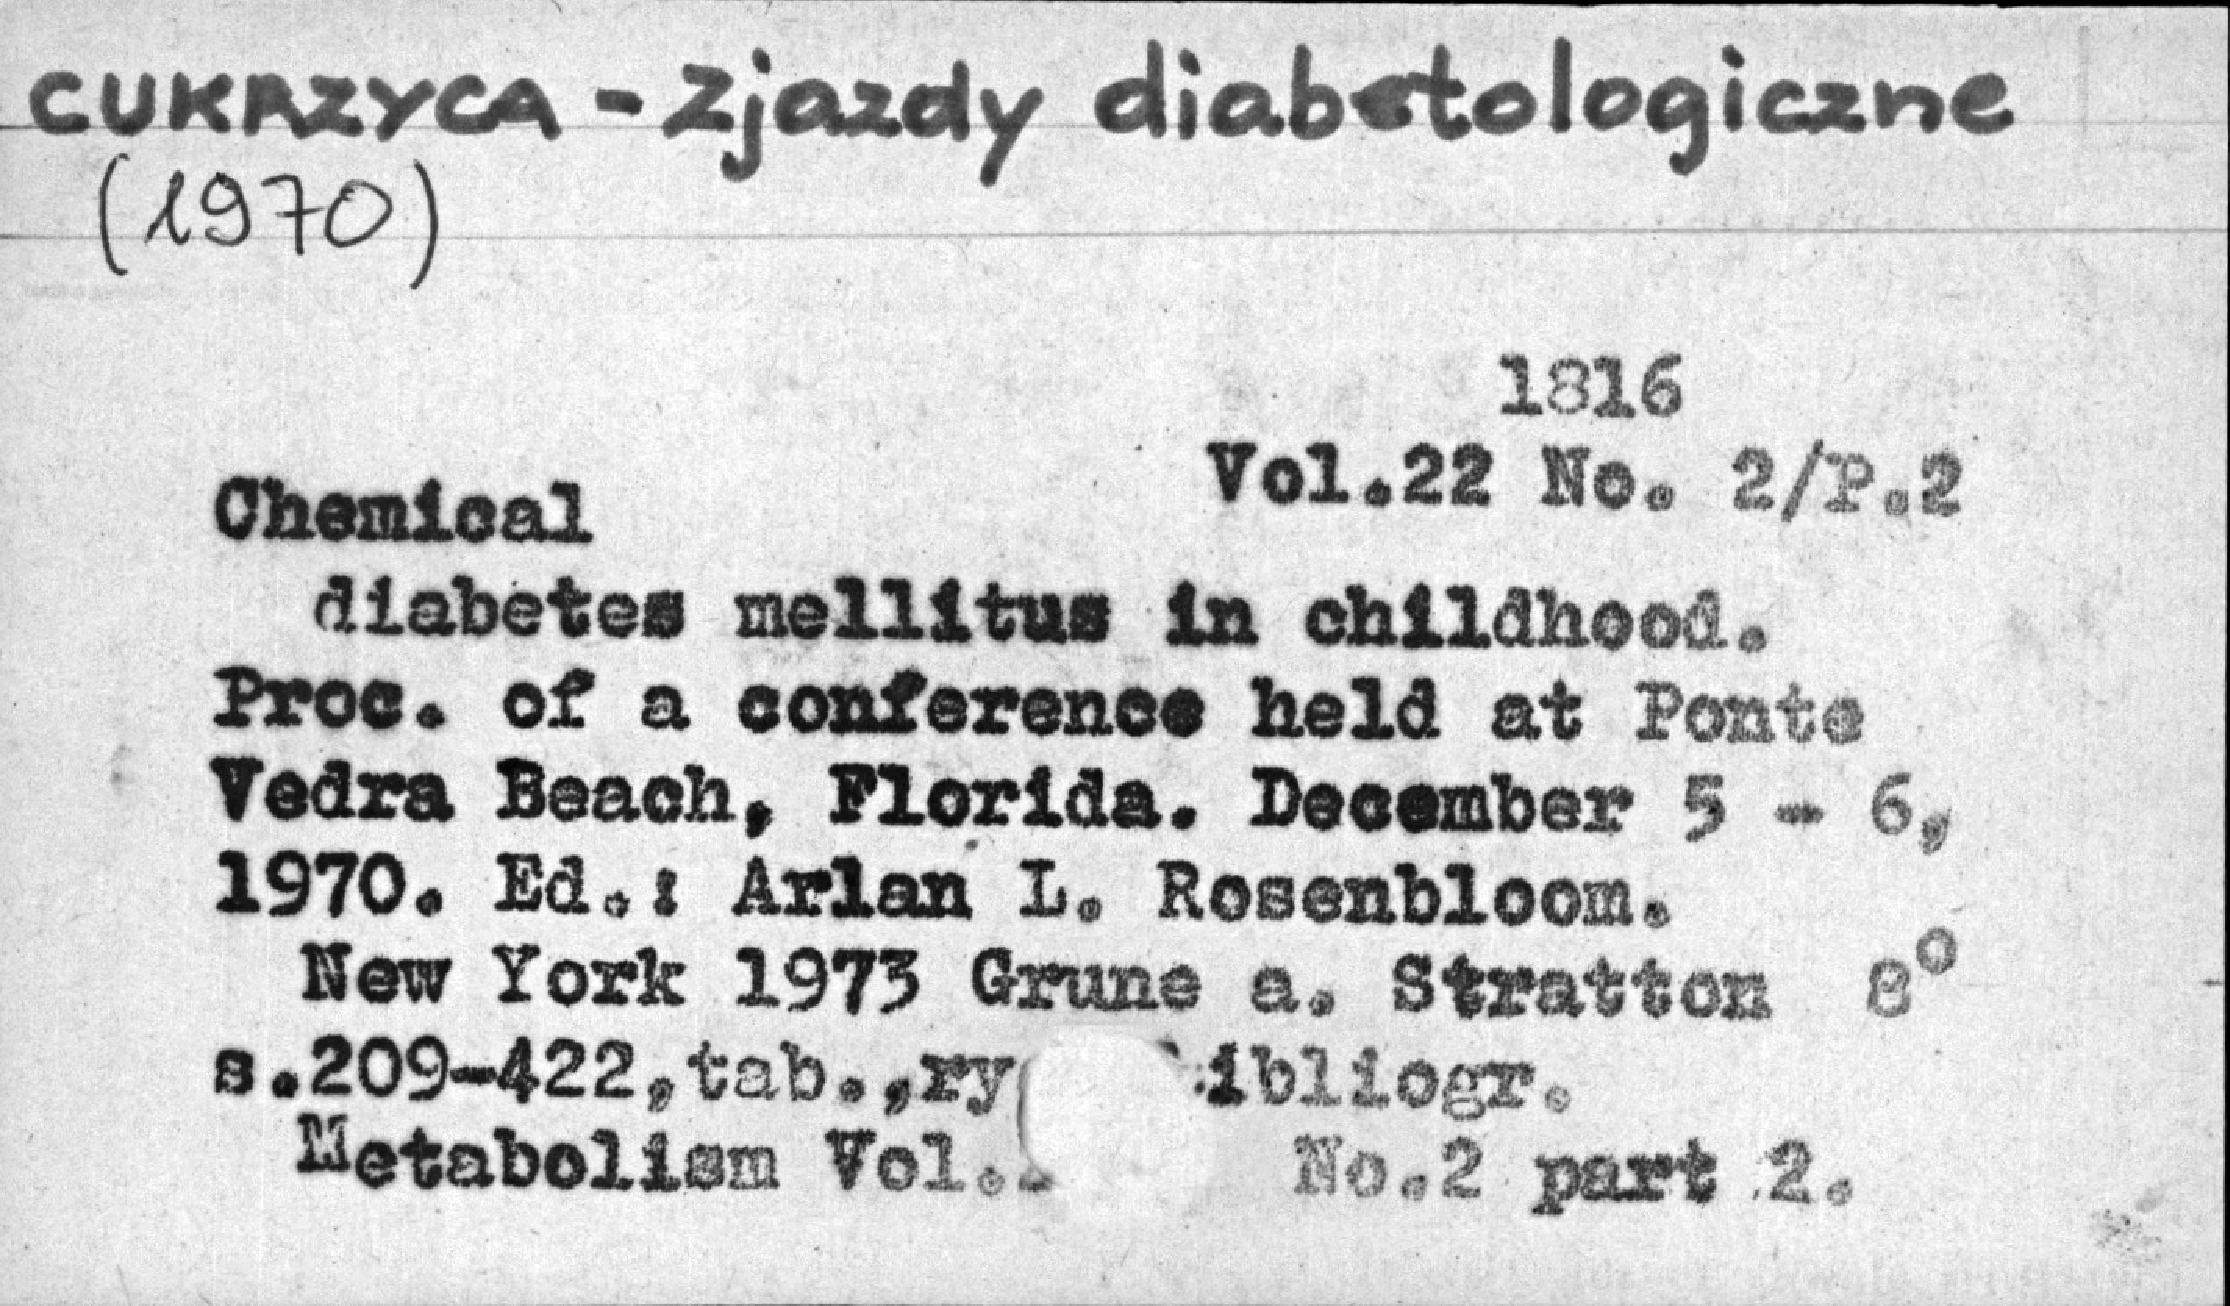 CUKRZYCA - Zjazdy diabetologiczne
(1970)
1816
Vol.22 No. 2/P.2
Chemical
diabetes mellitus in childhood.
Proc. of a conference held at Ponte
Vedra Beach, Florida. December 5 - 6,
1970. Ed.: Arlan L. Rosenbloom.
New York 1973 Grune a. Stratton 8°
s.209-422,tab.,ry ibliogr.
Metabolism Vol. No.2 part 2.